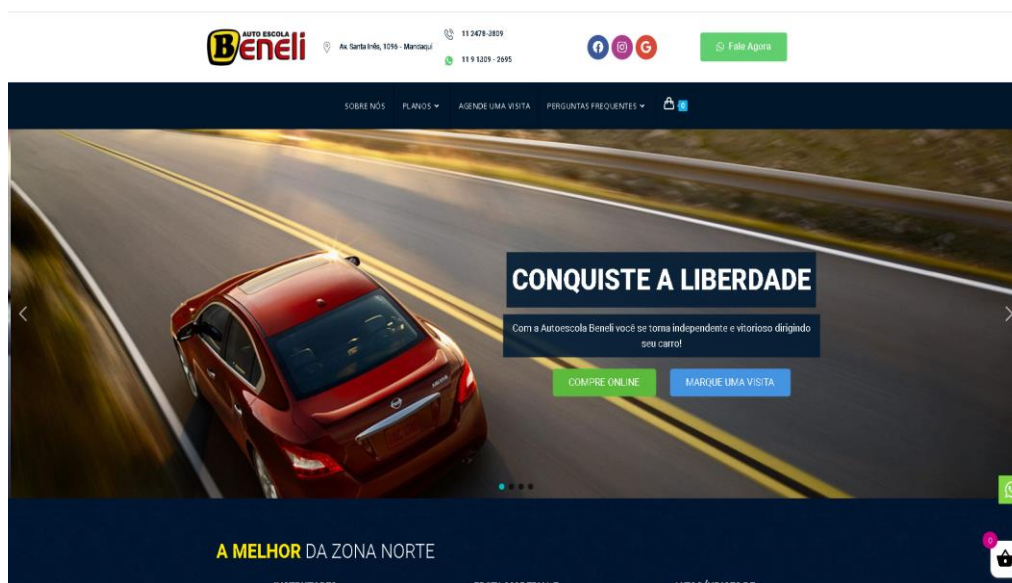 AUTO ESCOLA
Beneli
Av. Santa Inês, 1096 - Mandaqui
11 2478-3809
11 9 1309 - 2695
Fale Agora
SOBRE NÓS
PLANOS
AGENDE UMA VISITA
PERGUNTAS FREQUENTES
0
CONQUISTE A LIBERDADE
Com a Autoescola Beneli você se torna independente e vitorioso dirigindo
seu carro!
COMPRE ONLINE
MARQUE UMA VISITA
A MELHOR DA ZONA NORTE
0